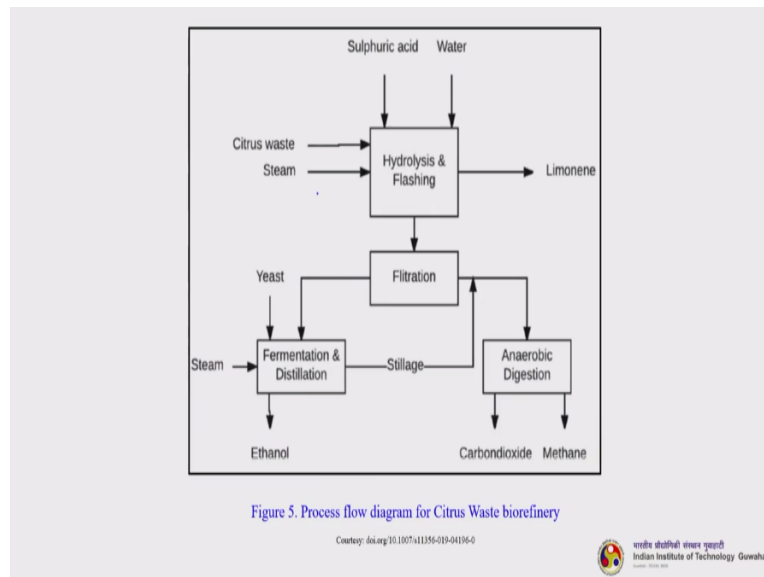 Sulphuric acid Water
Citrus waste
Steam
Hydrolysis &
Flashing
Limonene
Yeast
Flitration
Steam
Fermentation &
Distillation
Stillage
Anaerobic
Digestion
Ethanol
Carbondioxide Methane
Figure 5. Process flow diagram for Citrus Waste biorefinery
Courtesy: doi.org/10.1007/s11356-019-04196-0
भारतीय प्रौद्योगिकी संस्थान गुवाहाटी
Indian Institute of Technology Guwaha